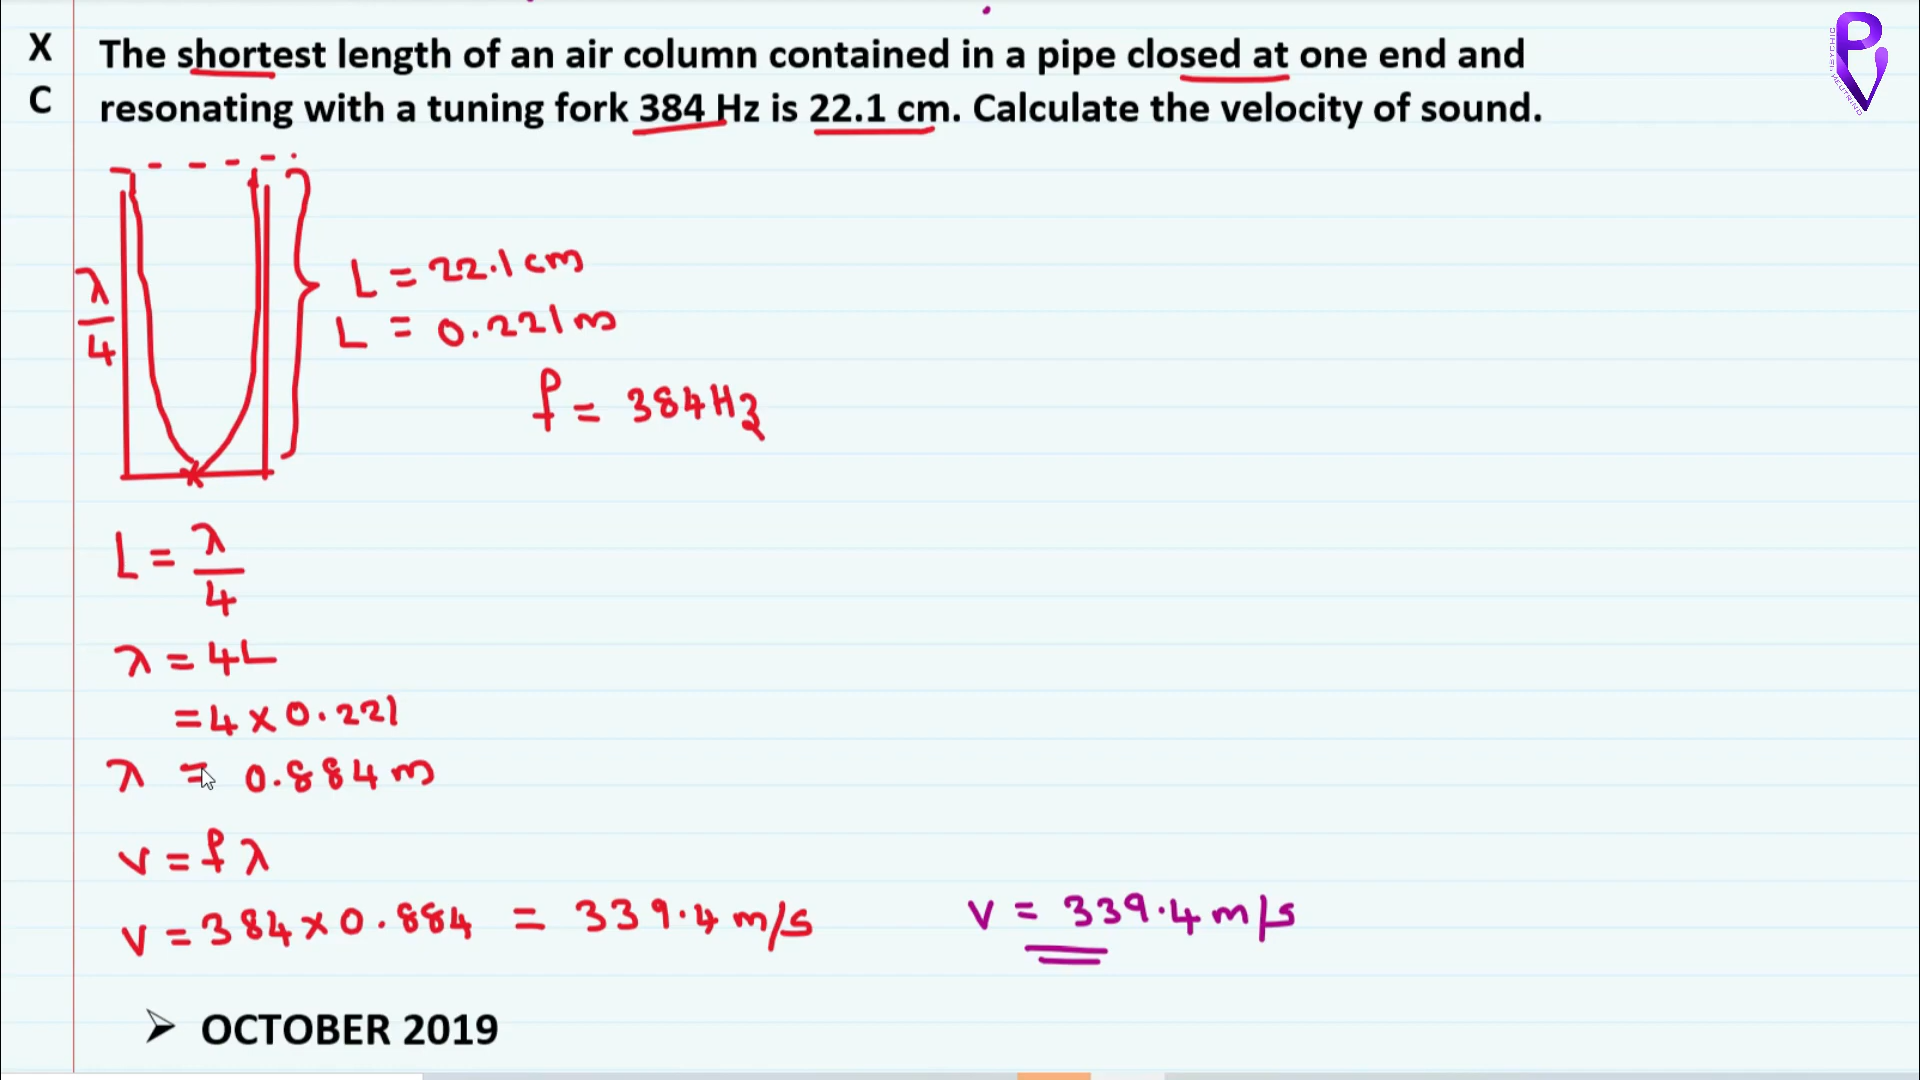 X The shortest length of an air column contained in a pipe closed at one end and
C resonating with a tuning fork 384 Hz is 22.1 cm. Calculate the velocity of sound.
λ/4
L = 22.1 cm
L = 0.221 m
f = 384 Hz
L = λ/4
λ = 4L
= 4 × 0.221
λ = 0.884 m
v = f λ
v = 384 × 0.884 = 339.4 m/s
v = 339.4 m/s
➢ OCTOBER 2019